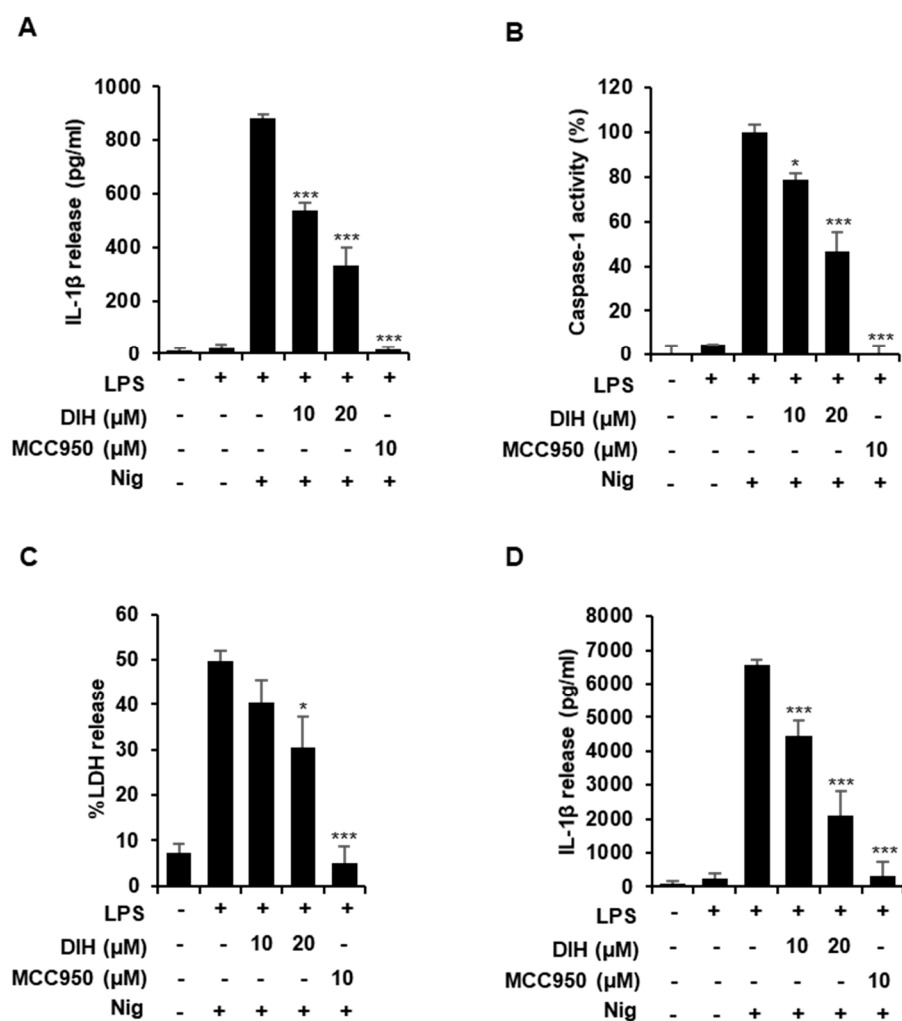 A
IL-1β release (pg/ml)
1000
800
600
400
200
0
***
***
***
LPS - + + + + +
DIH (μM) - - - 10 20 -
MCC950 (μM) - - - - - 10
Nig - - + + + +
B
Caspase-1 activity (%)
120
100
80
60
40
20
0
*
***
***
LPS - + + + + +
DIH (μM) - - - 10 20 -
MCC950 (μM) - - - - - 10
Nig - - + + + +
C
%LDH release
60
50
40
30
20
10
0
*
***
LPS - + + + +
DIH (μM) - - 10 20 -
MCC950 (μM) - - - - 10
Nig - + + + +
D
IL-1β release (pg/ml)
8000
7000
6000
5000
4000
3000
2000
1000
0
***
***
***
LPS - + + + + +
DIH (μM) - - - 10 20 -
MCC950 (μM) - - - - - 10
Nig - - + + + +